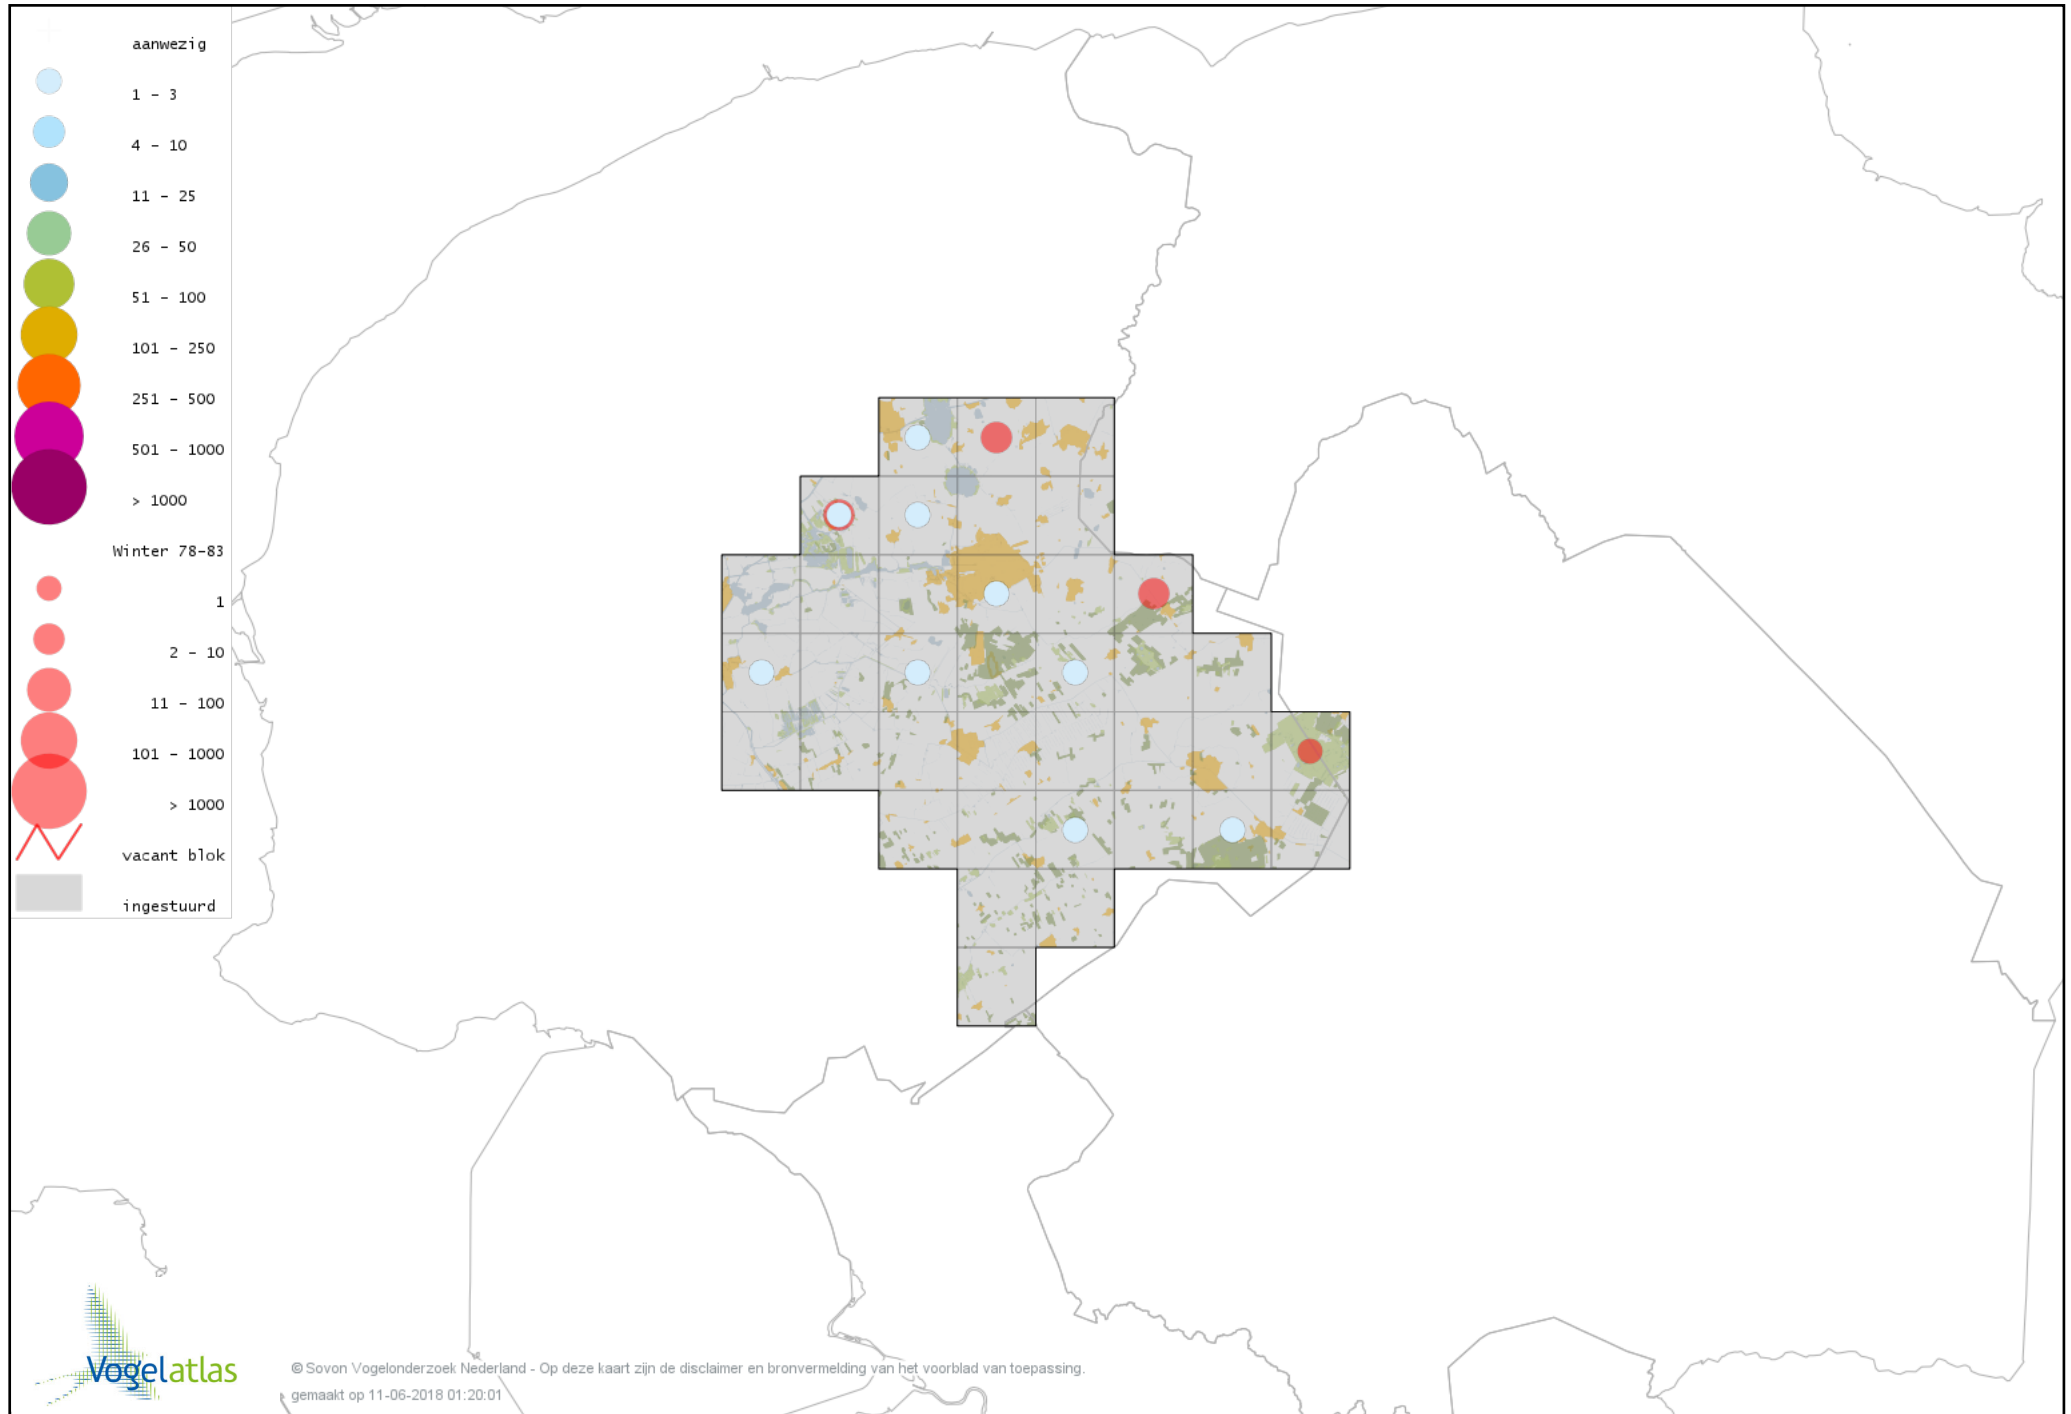 aanwezig
1 - 3
4 - 10
11 - 25
26 - 50
51 - 100
101 - 250
251 - 500
501 - 1000
> 1000
Winter 78-83
1
2 - 10
11 - 100
101 - 1000
> 1000
vacant blok
ingestuurd
Vogelatlas
© Sovon Vogelonderzoek Nederland - Op deze kaart zijn de disclaimer en bronvermelding van het voorblad van toepassing.
gemaakt op 11-06-2018 01:20:01